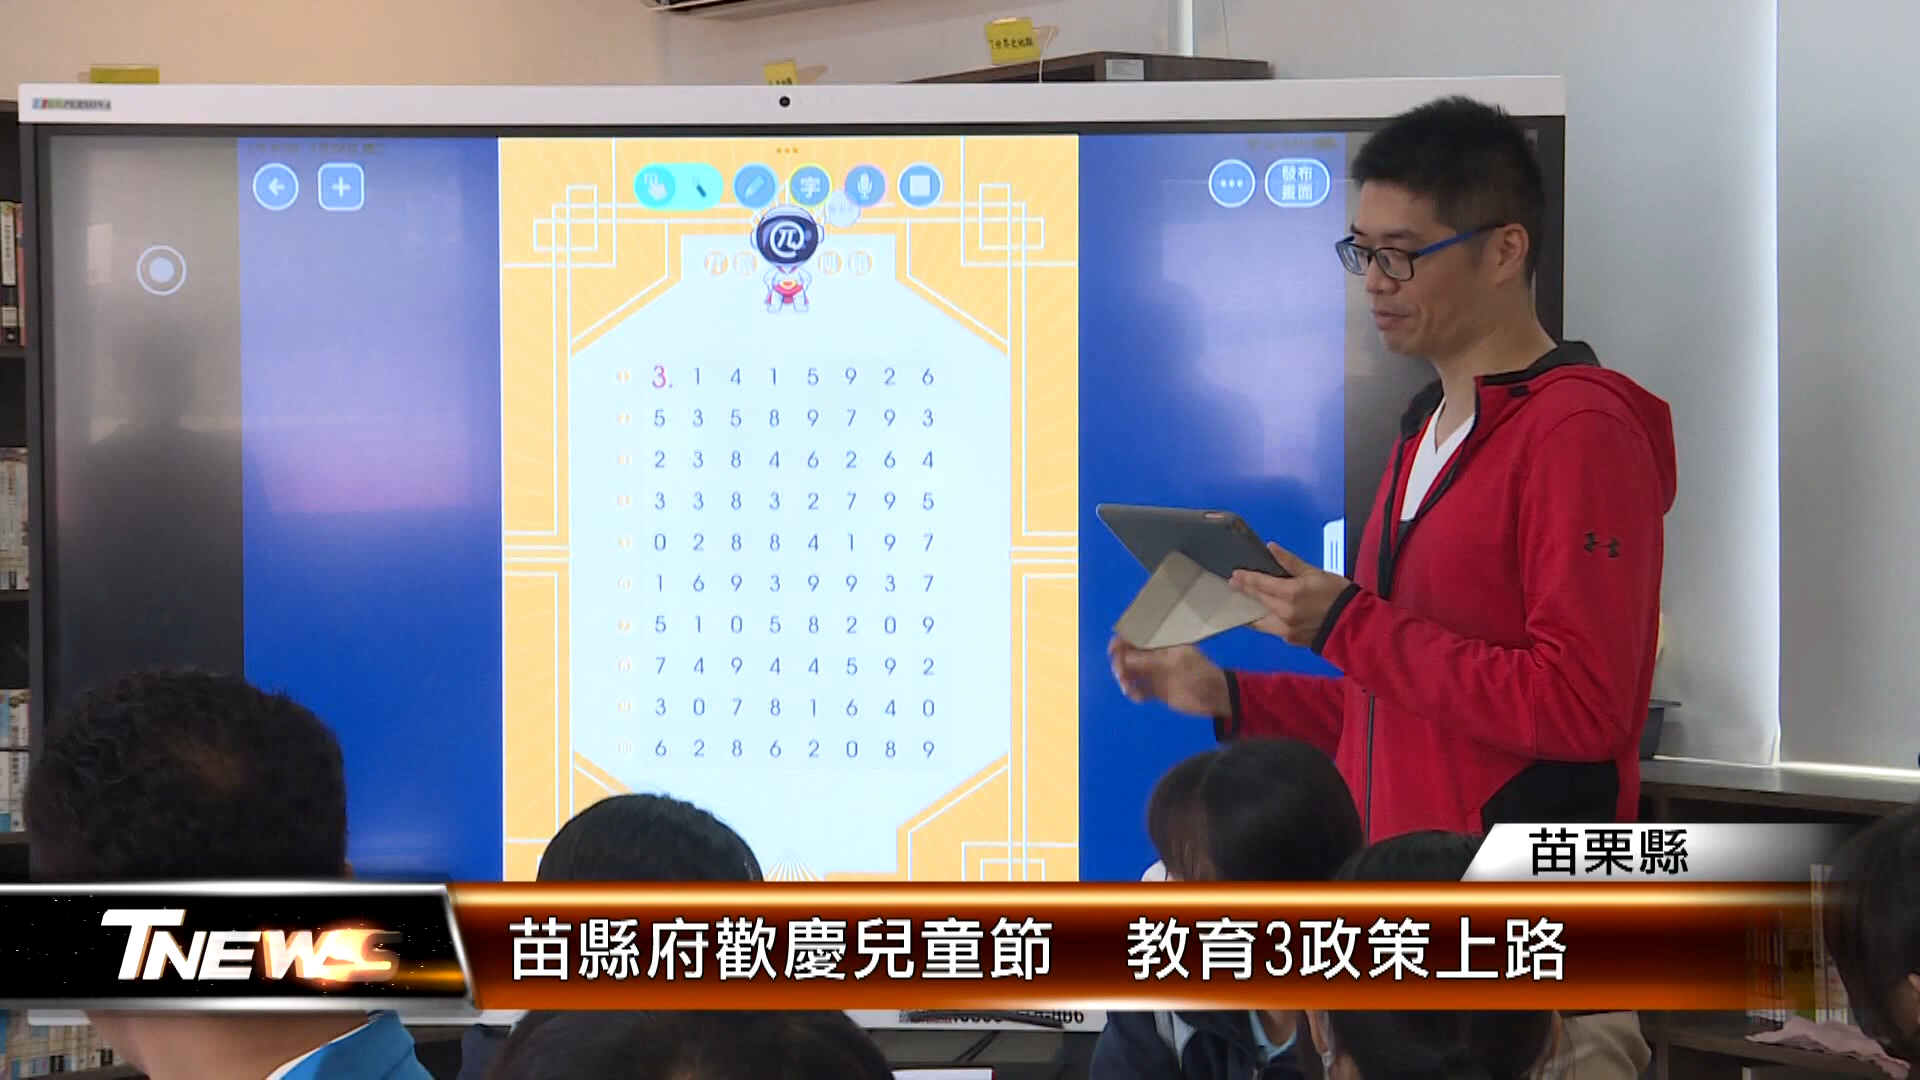 發布
畫面
字
π
3. 1 4 1 5 9 2 6
5 3 5 8 9 7 9 3
2 3 8 4 6 2 6 4
3 3 8 3 2 7 9 5
0 2 8 8 4 1 9 7
1 6 9 3 9 9 3 7
5 1 0 5 8 2 0 9
7 4 9 4 4 5 9 2
3 0 7 8 1 6 4 0
6 2 8 6 2 0 8 9
苗栗縣
TNEWS
苗縣府歡慶兒童節 教育3政策上路